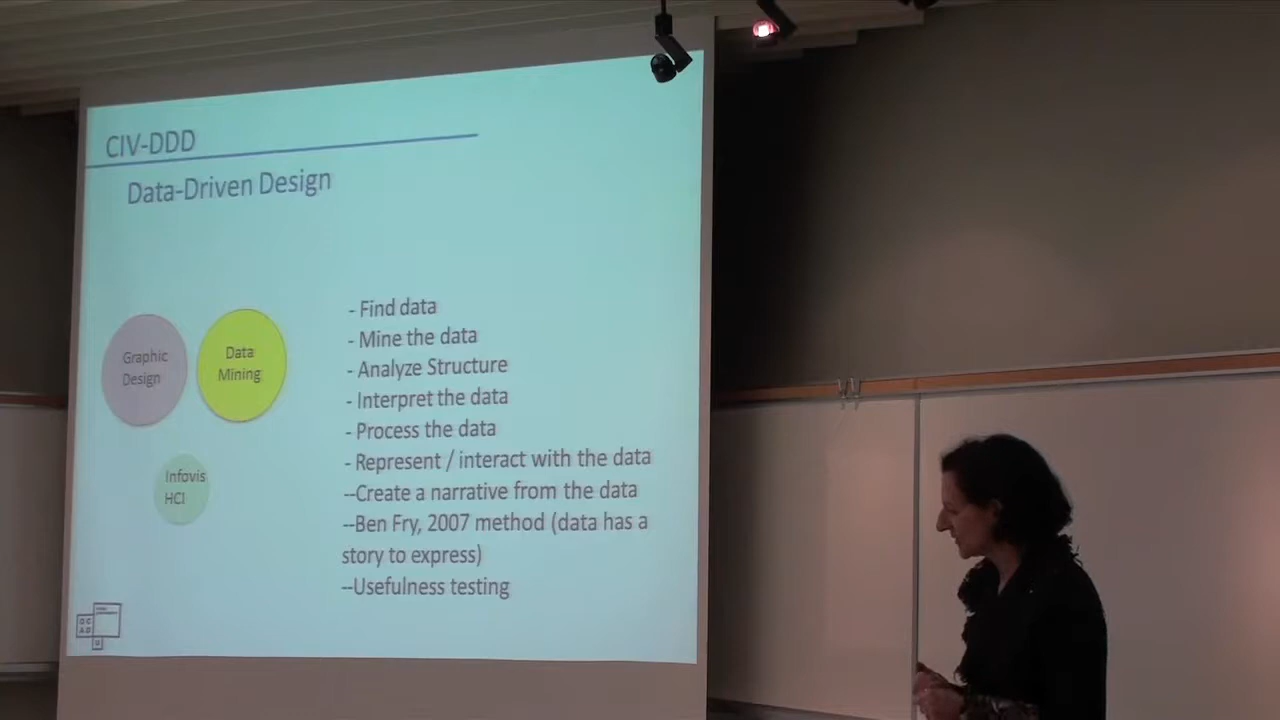 CIV-DDD
Data-Driven Design
Graphic
Design
Data
Mining
Infovis
HCI
- Find data
- Mine the data
- Analyze Structure
- Interpret the data
- Process the data
- Represent / interact with the data
--Create a narrative from the data
--Ben Fry, 2007 method (data has a
story to express)
--Usefulness testing
OC
AD
U